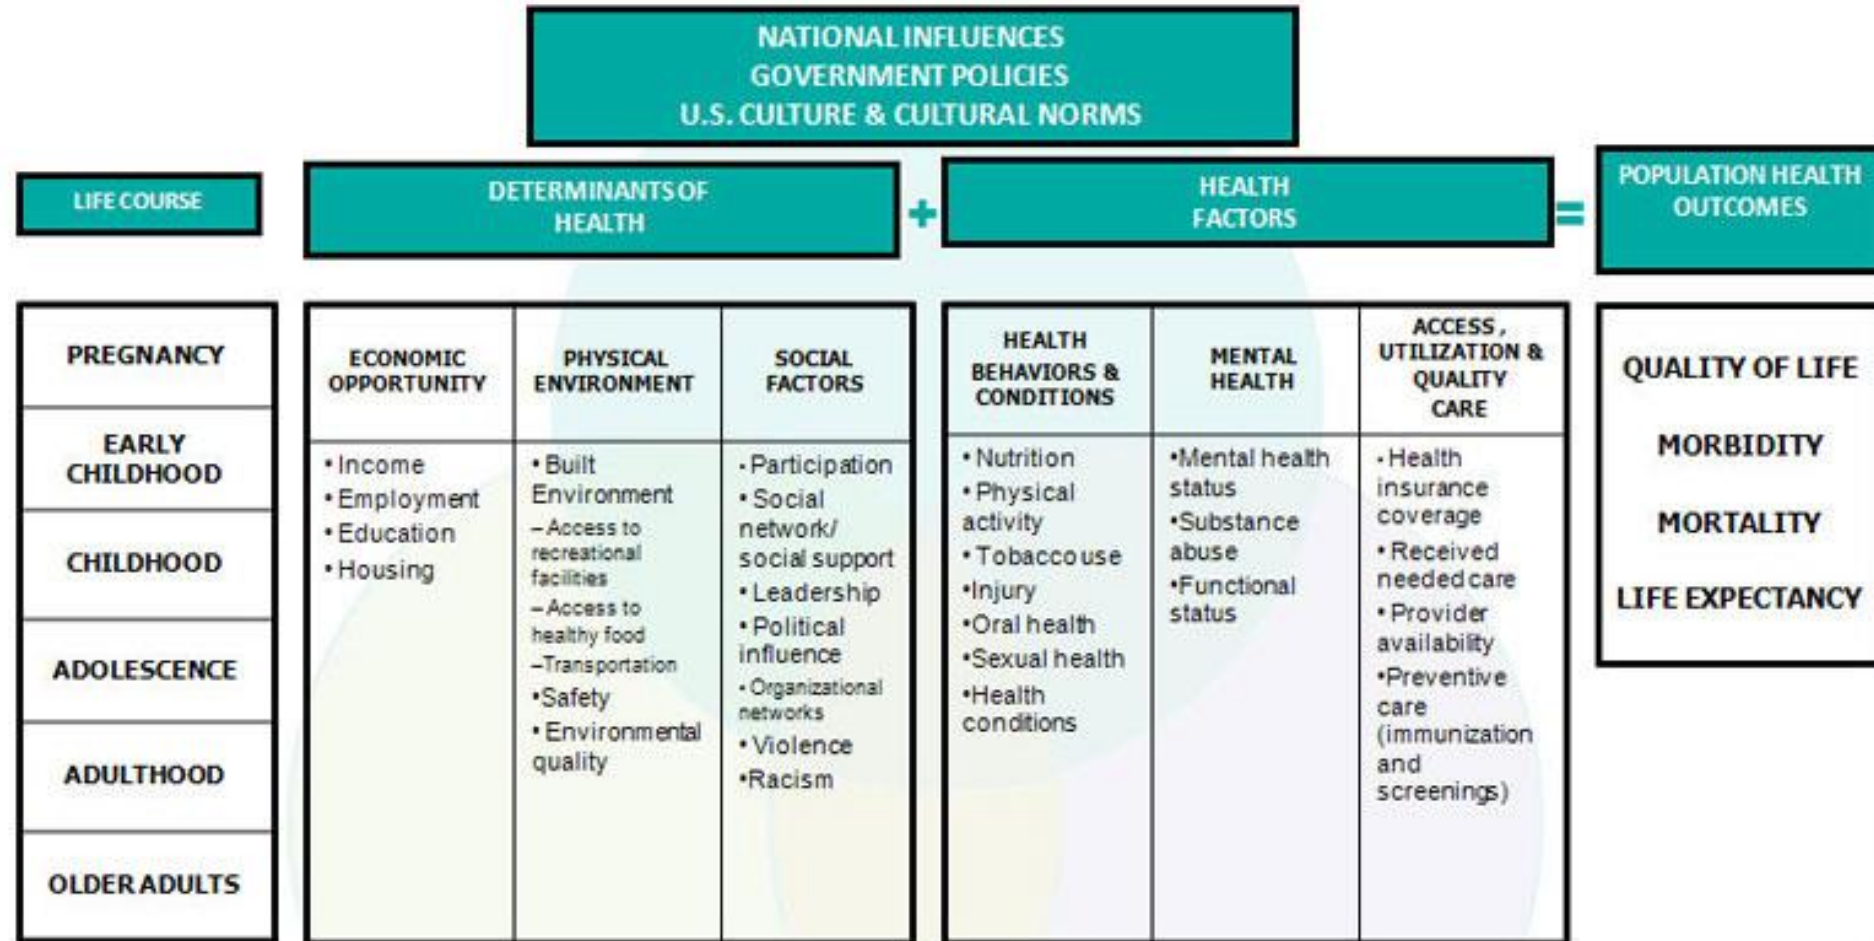 NATIONAL INFLUENCES
GOVERNMENT POLICIES
U.S. CULTURE & CULTURAL NORMS
LIFE COURSE
DETERMINANTS OF
HEALTH
+
HEALTH
FACTORS
=
POPULATION HEALTH
OUTCOMES
PREGNANCY
EARLY
CHILDHOOD
CHILDHOOD
ADOLESCENCE
ADULTHOOD
OLDER ADULTS
ECONOMIC
OPPORTUNITY
• Income
• Employment
• Education
• Housing
PHYSICAL
ENVIRONMENT
• Built
Environment
– Access to
recreational
facilities
– Access to
healthy food
–Transportation
•Safety
• Environmental
quality
SOCIAL
FACTORS
• Participation
• Social
network/
social support
• Leadership
• Political
influence
• Organizational
networks
• Violence
•Racism
HEALTH
BEHAVIORS &
CONDITIONS
• Nutrition
• Physical
activity
• Tobacco use
•Injury
•Oral health
•Sexual health
•Health
conditions
MENTAL
HEALTH
•Mental health
status
•Substance
abuse
•Functional
status
ACCESS,
UTILIZATION &
QUALITY
CARE
• Health
insurance
coverage
• Received
needed care
• Provider
availability
•Preventive
care
(immunization
and
screenings)
QUALITY OF LIFE
MORBIDITY
MORTALITY
LIFE EXPECTANCY